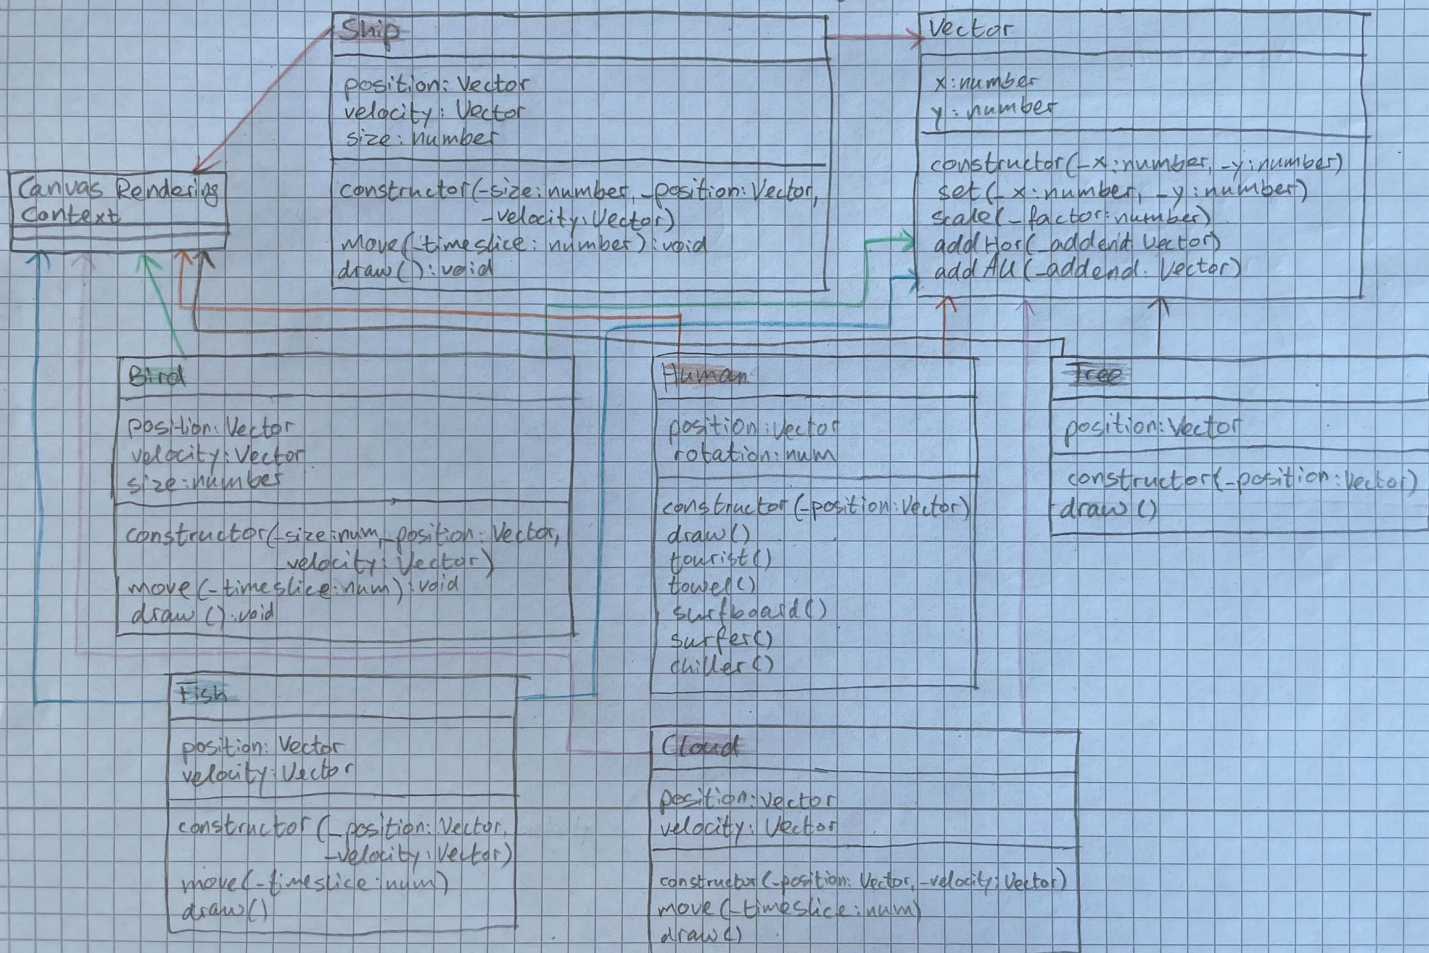 Ship
position: Vector
velocity: Vector
size: number
constructor(_size: number, _position: Vector,
_velocity: Vector)
move(_timeslice: number): void
draw(): void
Vector
x: number
y: number
constructor(_x: number, _y: number)
set(_x: number, _y: number)
scale(_factor: number)
addHor(_addend: Vector)
addAll(_addend: Vector)
Canvas Rendering
Context
Bird
position: Vector
velocity: Vector
size: number
constructor(_size: num, _position: Vector,
_velocity: Vector)
move(_timeslice: num): void
draw(): void
Human
position: Vector
rotation: num
constructor(_position: Vector)
draw()
tourist()
towel()
surfboard()
surfer()
chiller()
Tree
position: Vector
constructor(_position: Vector)
draw()
Fish
position: Vector
velocity: Vector
constructor(_position: Vector,
_velocity: Vector)
move(_timeslice: num)
draw()
Cloud
position: Vector
velocity: Vector
constructor(_position: Vector, _velocity: Vector)
move(_timeslice: num)
draw()